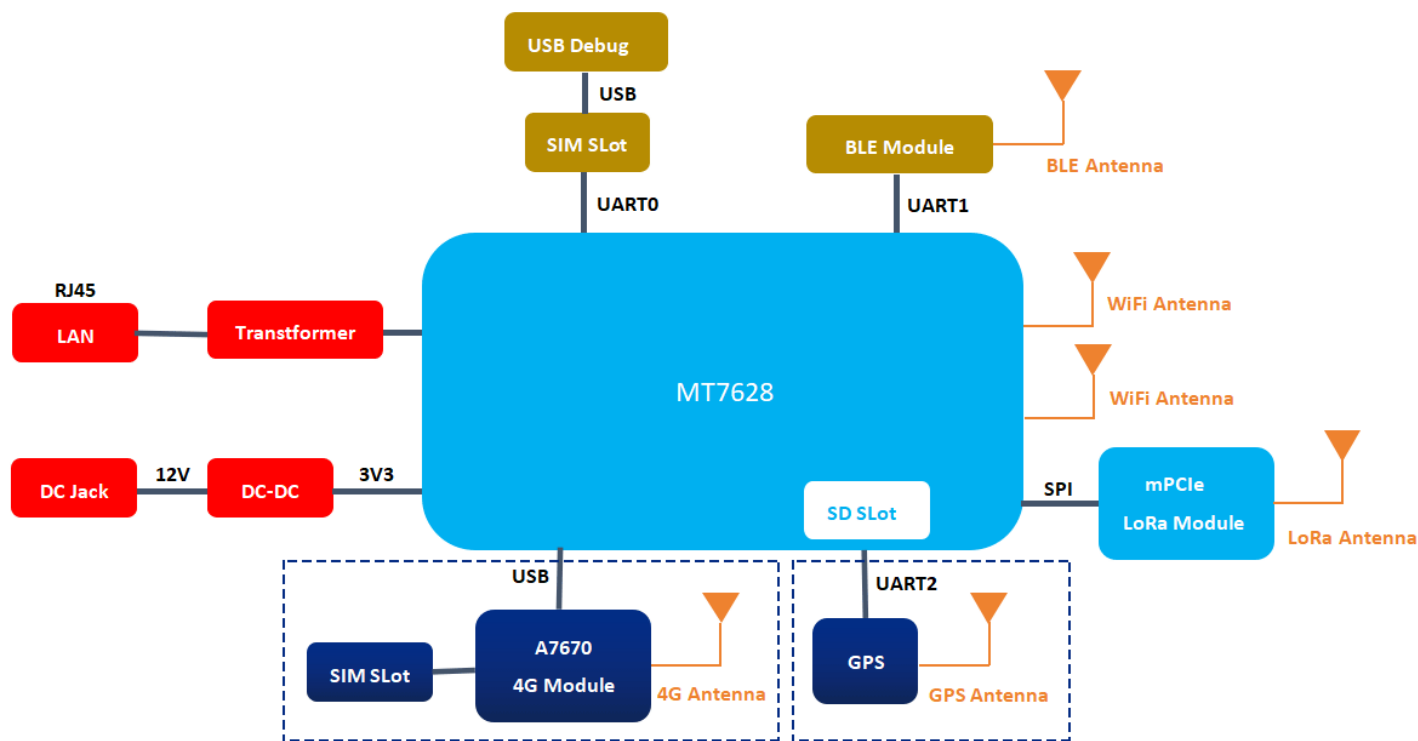 USB Debug
USB
SIM SLot
UART0
BLE Module
BLE Antenna
UART1
RJ45
LAN
Transtformer
WiFi Antenna
MT7628
WiFi Antenna
DC Jack
12V
DC-DC
3V3
SD SLot
SPI
mPCIe
LoRa Module
LoRa Antenna
USB
SIM SLot
A7670
4G Module
4G Antenna
UART2
GPS
GPS Antenna